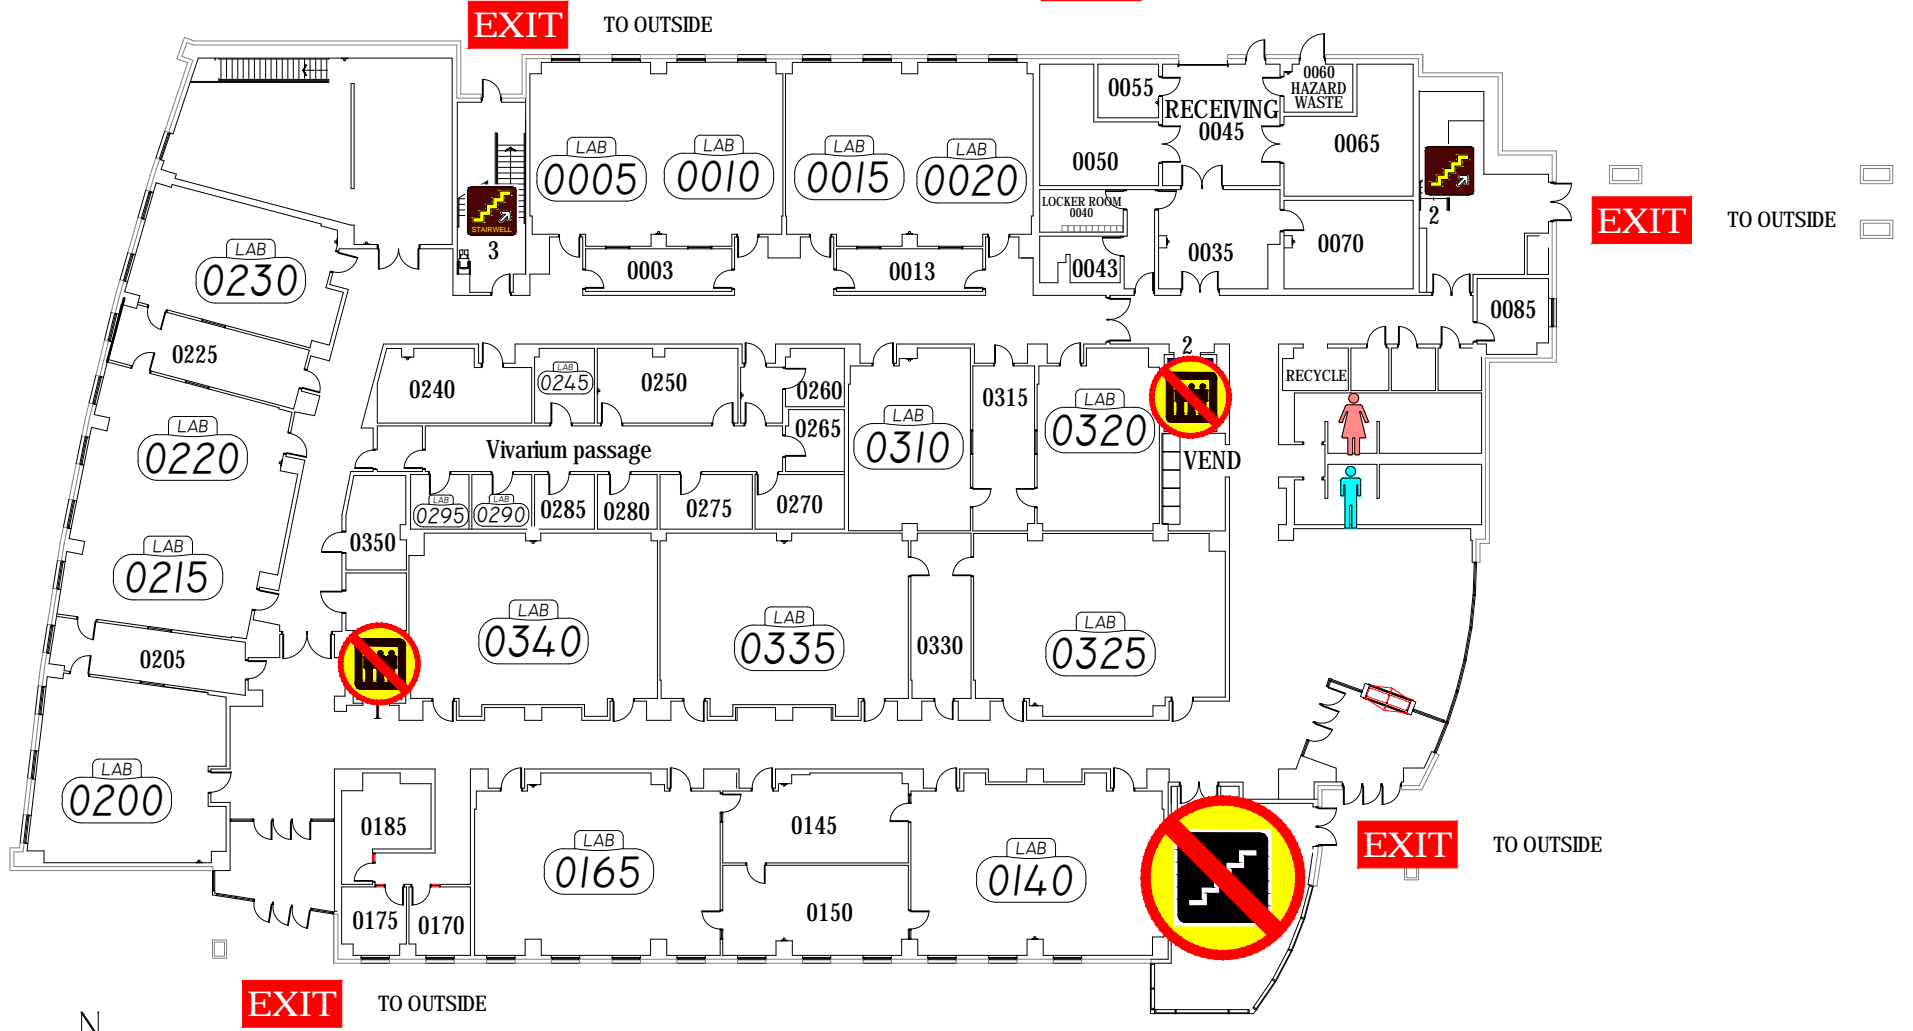 EXIT TO OUTSIDE
0060
HAZARD
WASTE
0055
RECEIVING
0045
0065
0050
LAB
0005
LAB
0010
LAB
0015
LAB
0020
STAIRWELL
3
2
LOCKER ROOM
0040
EXIT TO OUTSIDE
0003
0013
0043
0035
0070
LAB
0230
0085
0225
2
0240
LAB
0245
0250
0260
0315
RECYCLE
LAB
0220
0265
LAB
0310
LAB
0320
Vivarium passage
VEND
LAB
0295
LAB
0290
0285
0280
0275
0270
0350
LAB
0215
LAB
0340
LAB
0335
0330
LAB
0325
0205
1
LAB
0200
0185
LAB
0165
0145
LAB
0140
EXIT TO OUTSIDE
0175
0170
0150
EXIT TO OUTSIDE
N